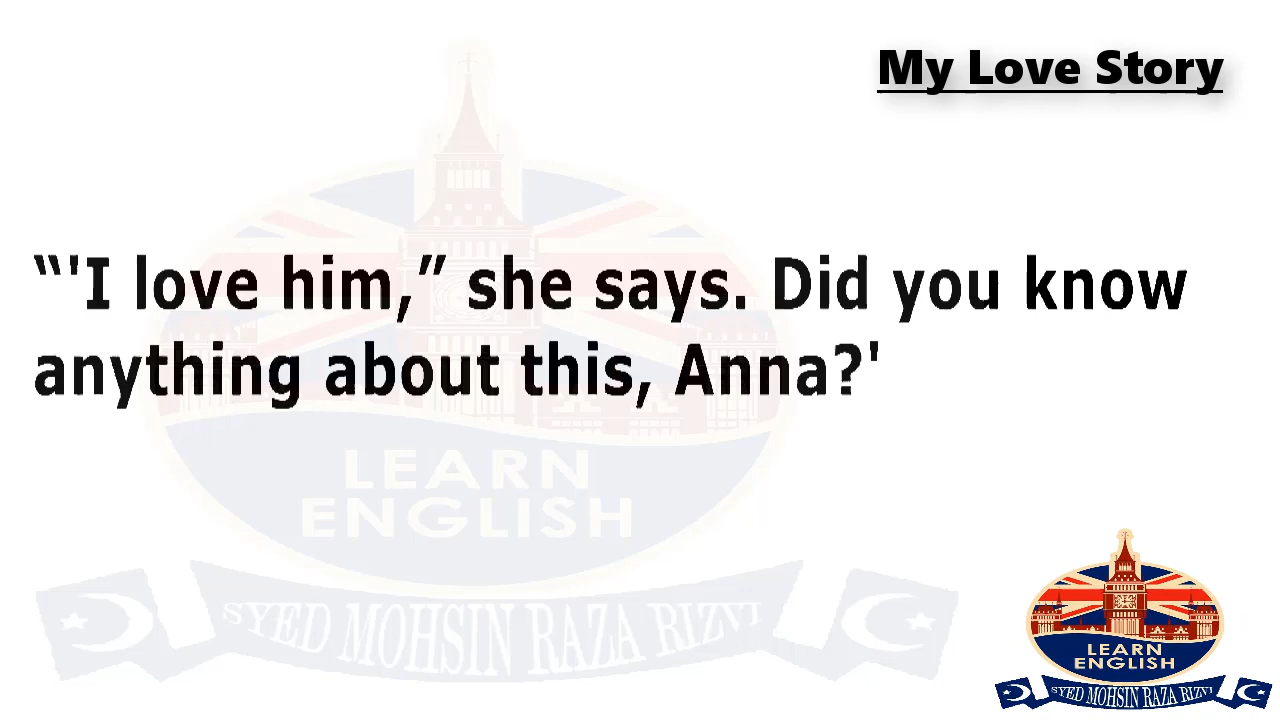 My Love Story
“'I love him,” she says. Did you know
anything about this, Anna?'
LEARN
ENGLISH
SYED MOHSIN RAZA RIZVI
LEARN
ENGLISH
SYED MOHSIN RAZA RIZVI